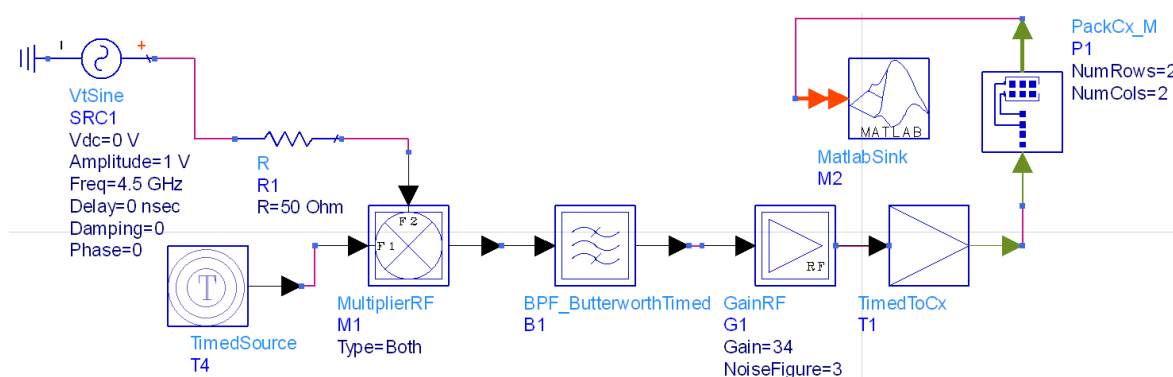 VtSine
SRC1
Vdc=0 V
Amplitude=1 V
Freq=4.5 GHz
Delay=0 nsec
Damping=0
Phase=0
R
R1
R=50 Ohm
MATLAB
MatlabSink
M2
PackCx_M
P1
NumRows=2
NumCols=2
T
TimedSource
T4
F2
F1
MultiplierRF
M1
Type=Both
BPF_ButterworthTimed
B1
RF
GainRF
G1
Gain=34
NoiseFigure=3
TimedToCx
T1